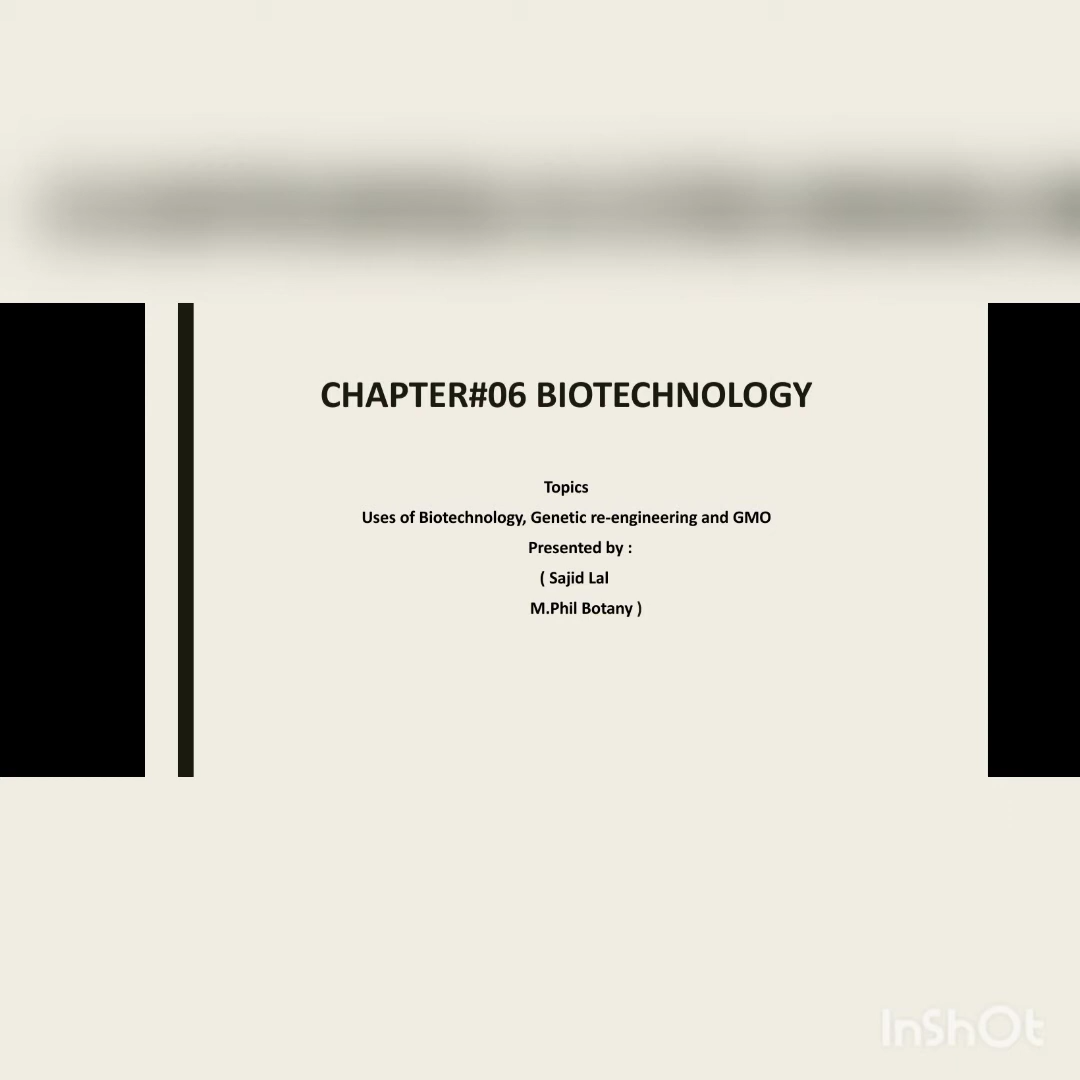 CHAPTER#06 BIOTECHNOLOGY
Topics
Uses of Biotechnology, Genetic re-engineering and GMO
Presented by :
( Sajid Lal
M.Phil Botany )
InShOt